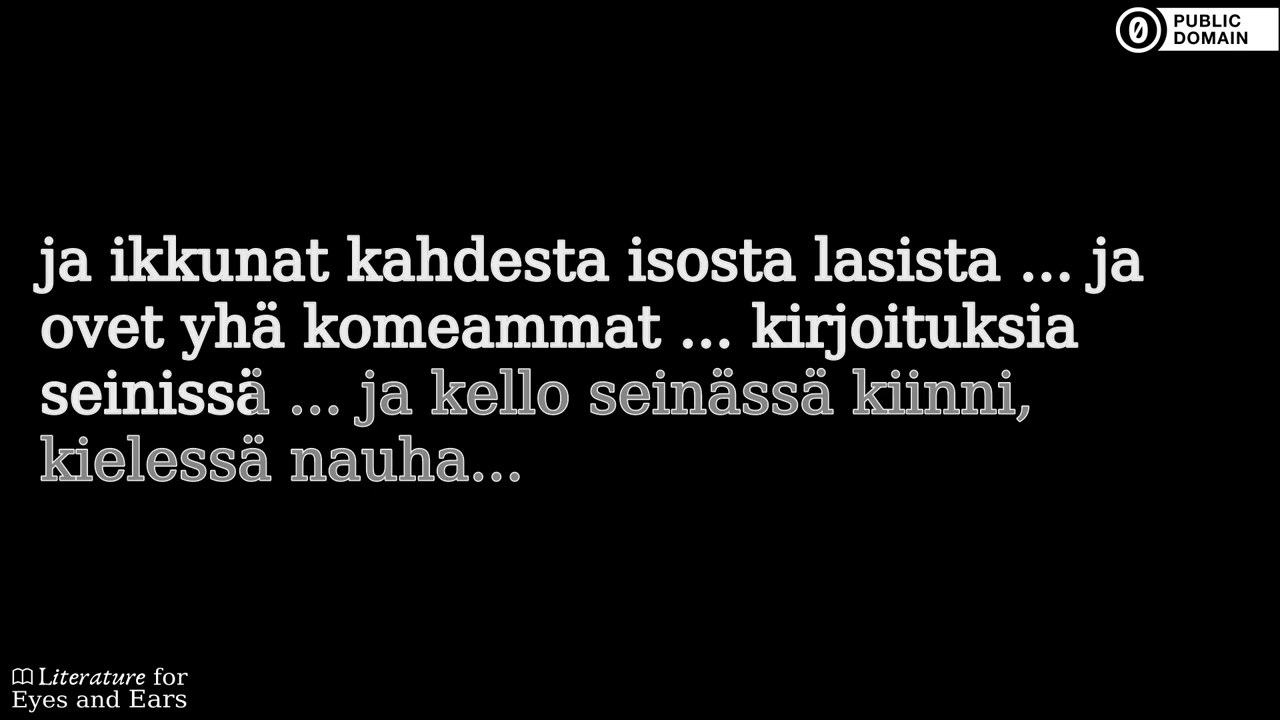 PUBLIC
DOMAIN
ja ikkunat kahdesta isosta lasista ... ja
ovet yhä komeammat ... kirjoituksia
seinissä ... ja kello seinässä kiinni,
kielessä nauha...
Literature for
Eyes and Ears